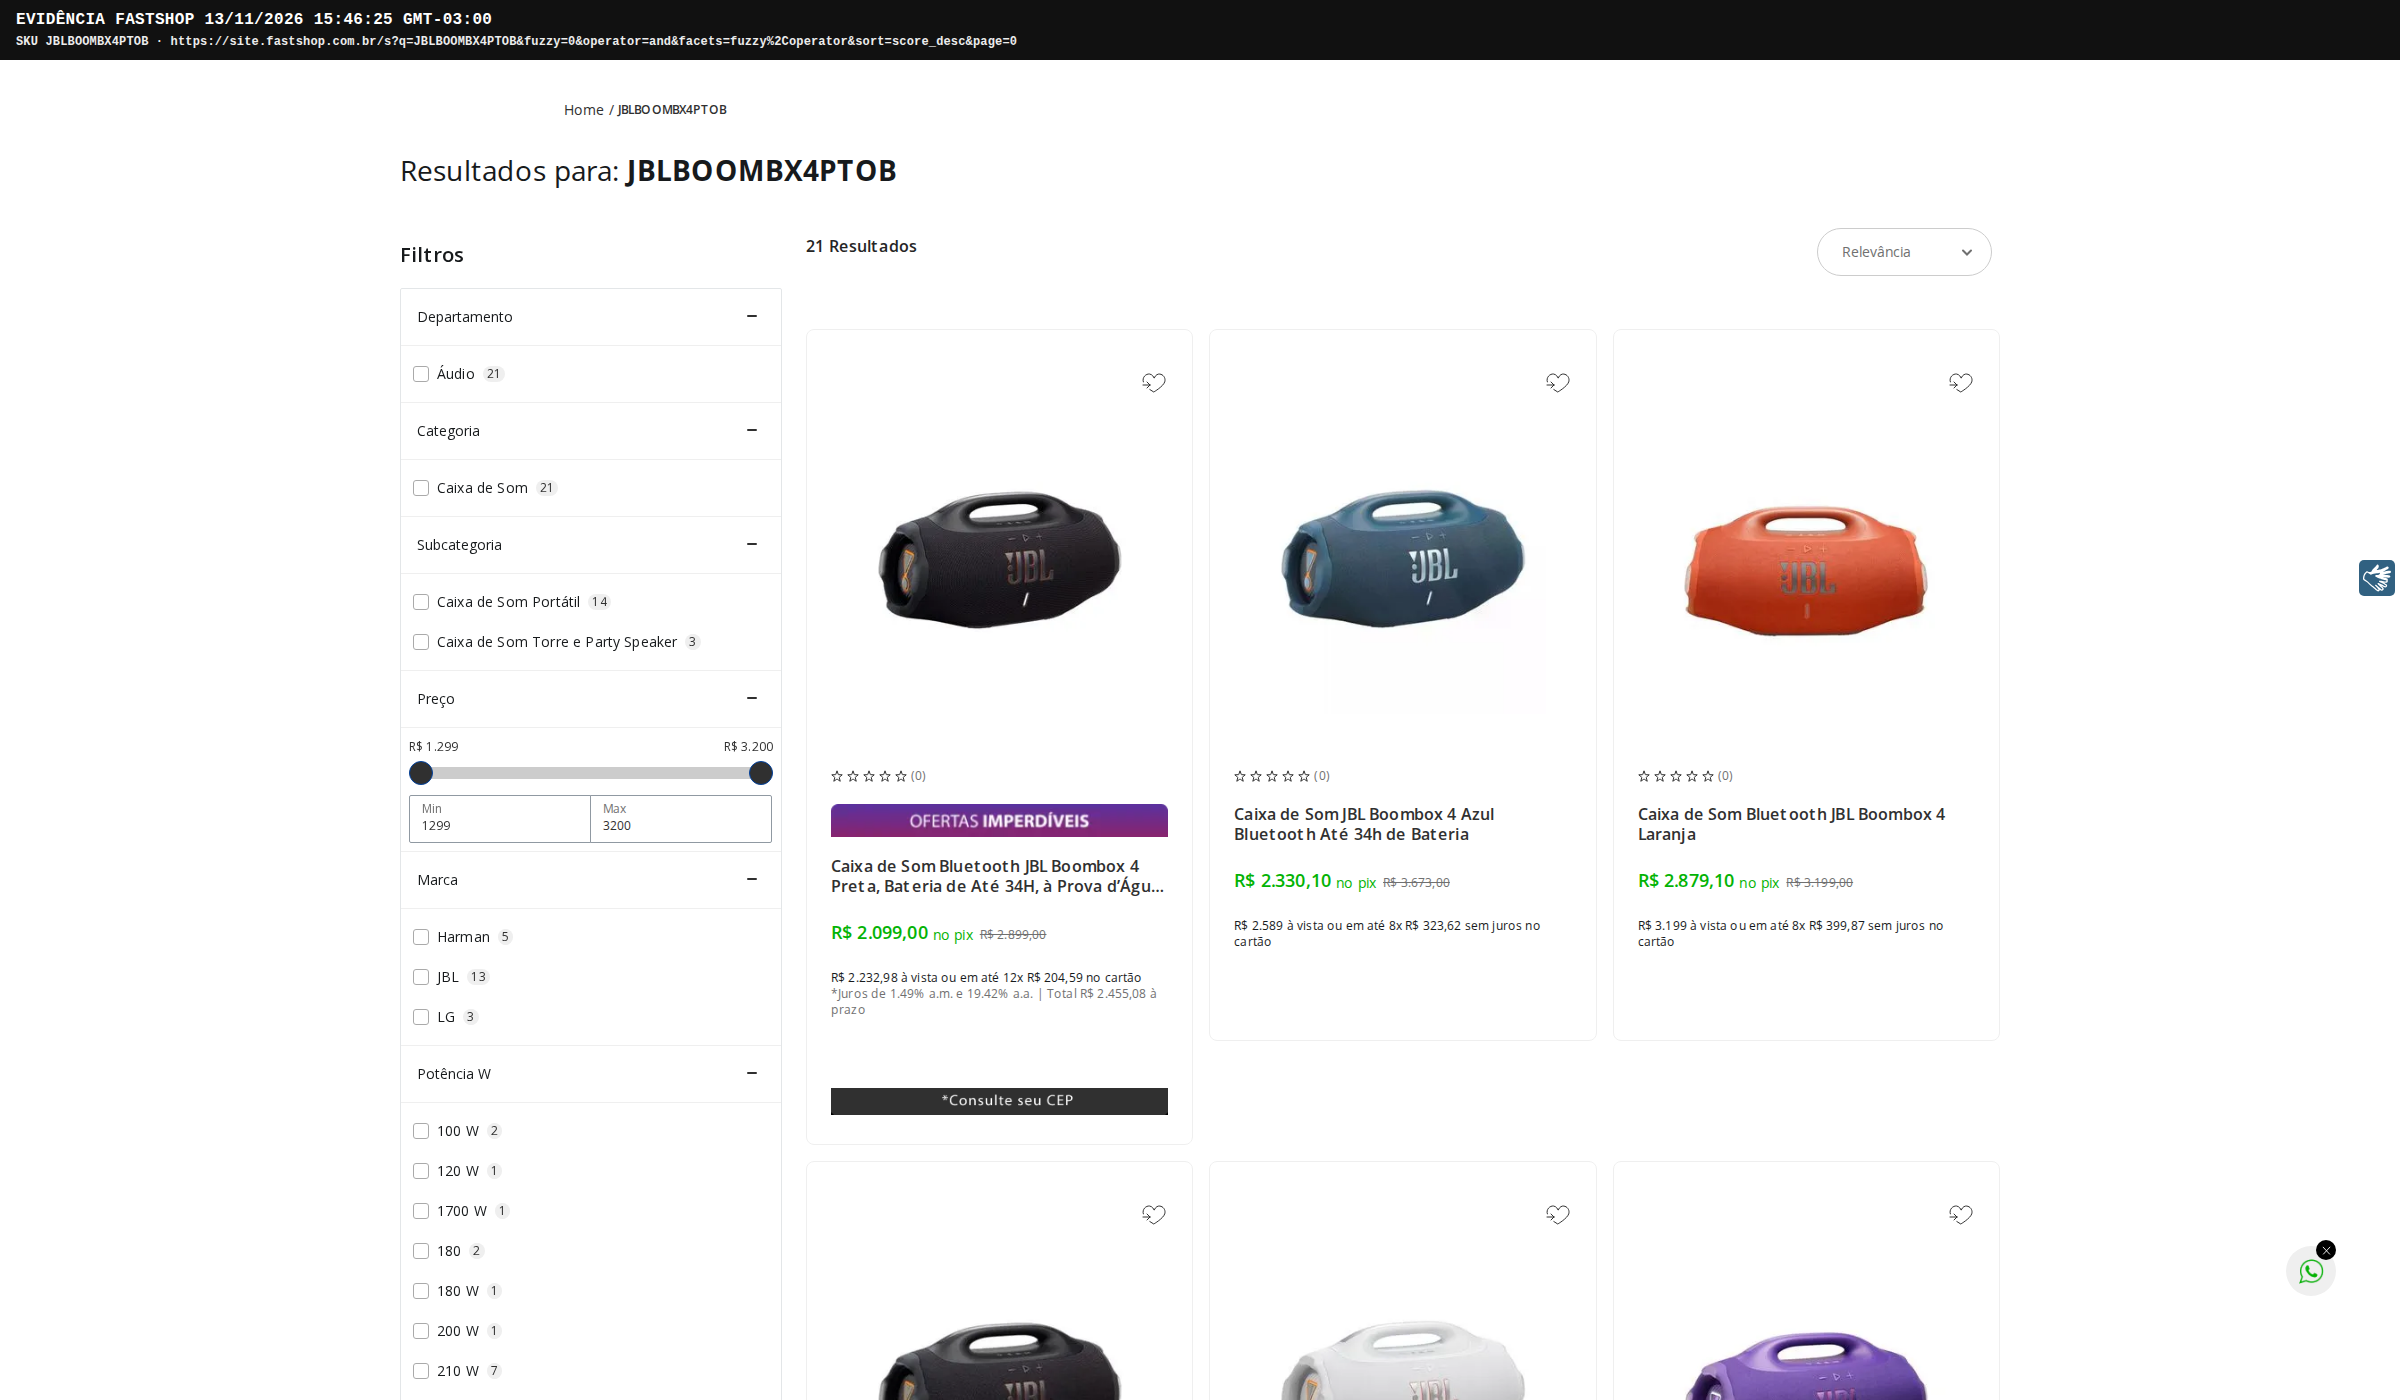 EVIDÊNCIA FASTSHOP 13/11/2026 15:46:25 GMT-03:00
SKU JBLBOOMBX4PTOB · https://site.fastshop.com.br/s?q=JBLBOOMBX4PTOB&fuzzy=0&operator=and&facets=fuzzy%2Coperator&sort=score_desc&page=0
Home / JBLBOOMBX4PTOB
Resultados para: JBLBOOMBX4PTOB
Filtros
Departamento
Áudio 21
Categoria
Caixa de Som 21
Subcategoria
Caixa de Som Portátil 14
Caixa de Som Torre e Party Speaker 3
Preço
R$ 1.299 R$ 3.200
Min Max
1299 3200
Marca
Harman 5
JBL 13
LG 3
Potência W
100 W 2
120 W 1
1700 W 1
180 2
180 W 1
200 W 1
210 W 7
21 Resultados
Relevância
JBL
(0)
OFERTAS IMPERDÍVEIS
Caixa de Som Bluetooth JBL Boombox 4
Preta, Bateria de Até 34H, à Prova d’Águ...
R$ 2.099,00 no pix R$ 2.899,00
R$ 2.232,98 à vista ou em até 12x R$ 204,59 no cartão
*Juros de 1.49% a.m. e 19.42% a.a. | Total R$ 2.455,08 à
prazo
*Consulte seu CEP
JBL
(0)
Caixa de Som JBL Boombox 4 Azul
Bluetooth Até 34h de Bateria
R$ 2.330,10 no pix R$ 3.673,00
R$ 2.589 à vista ou em até 8x R$ 323,62 sem juros no
cartão
JBL
(0)
Caixa de Som Bluetooth JBL Boombox 4
Laranja
R$ 2.879,10 no pix R$ 3.199,00
R$ 3.199 à vista ou em até 8x R$ 399,87 sem juros no
cartão
JBL
JBL
JBL